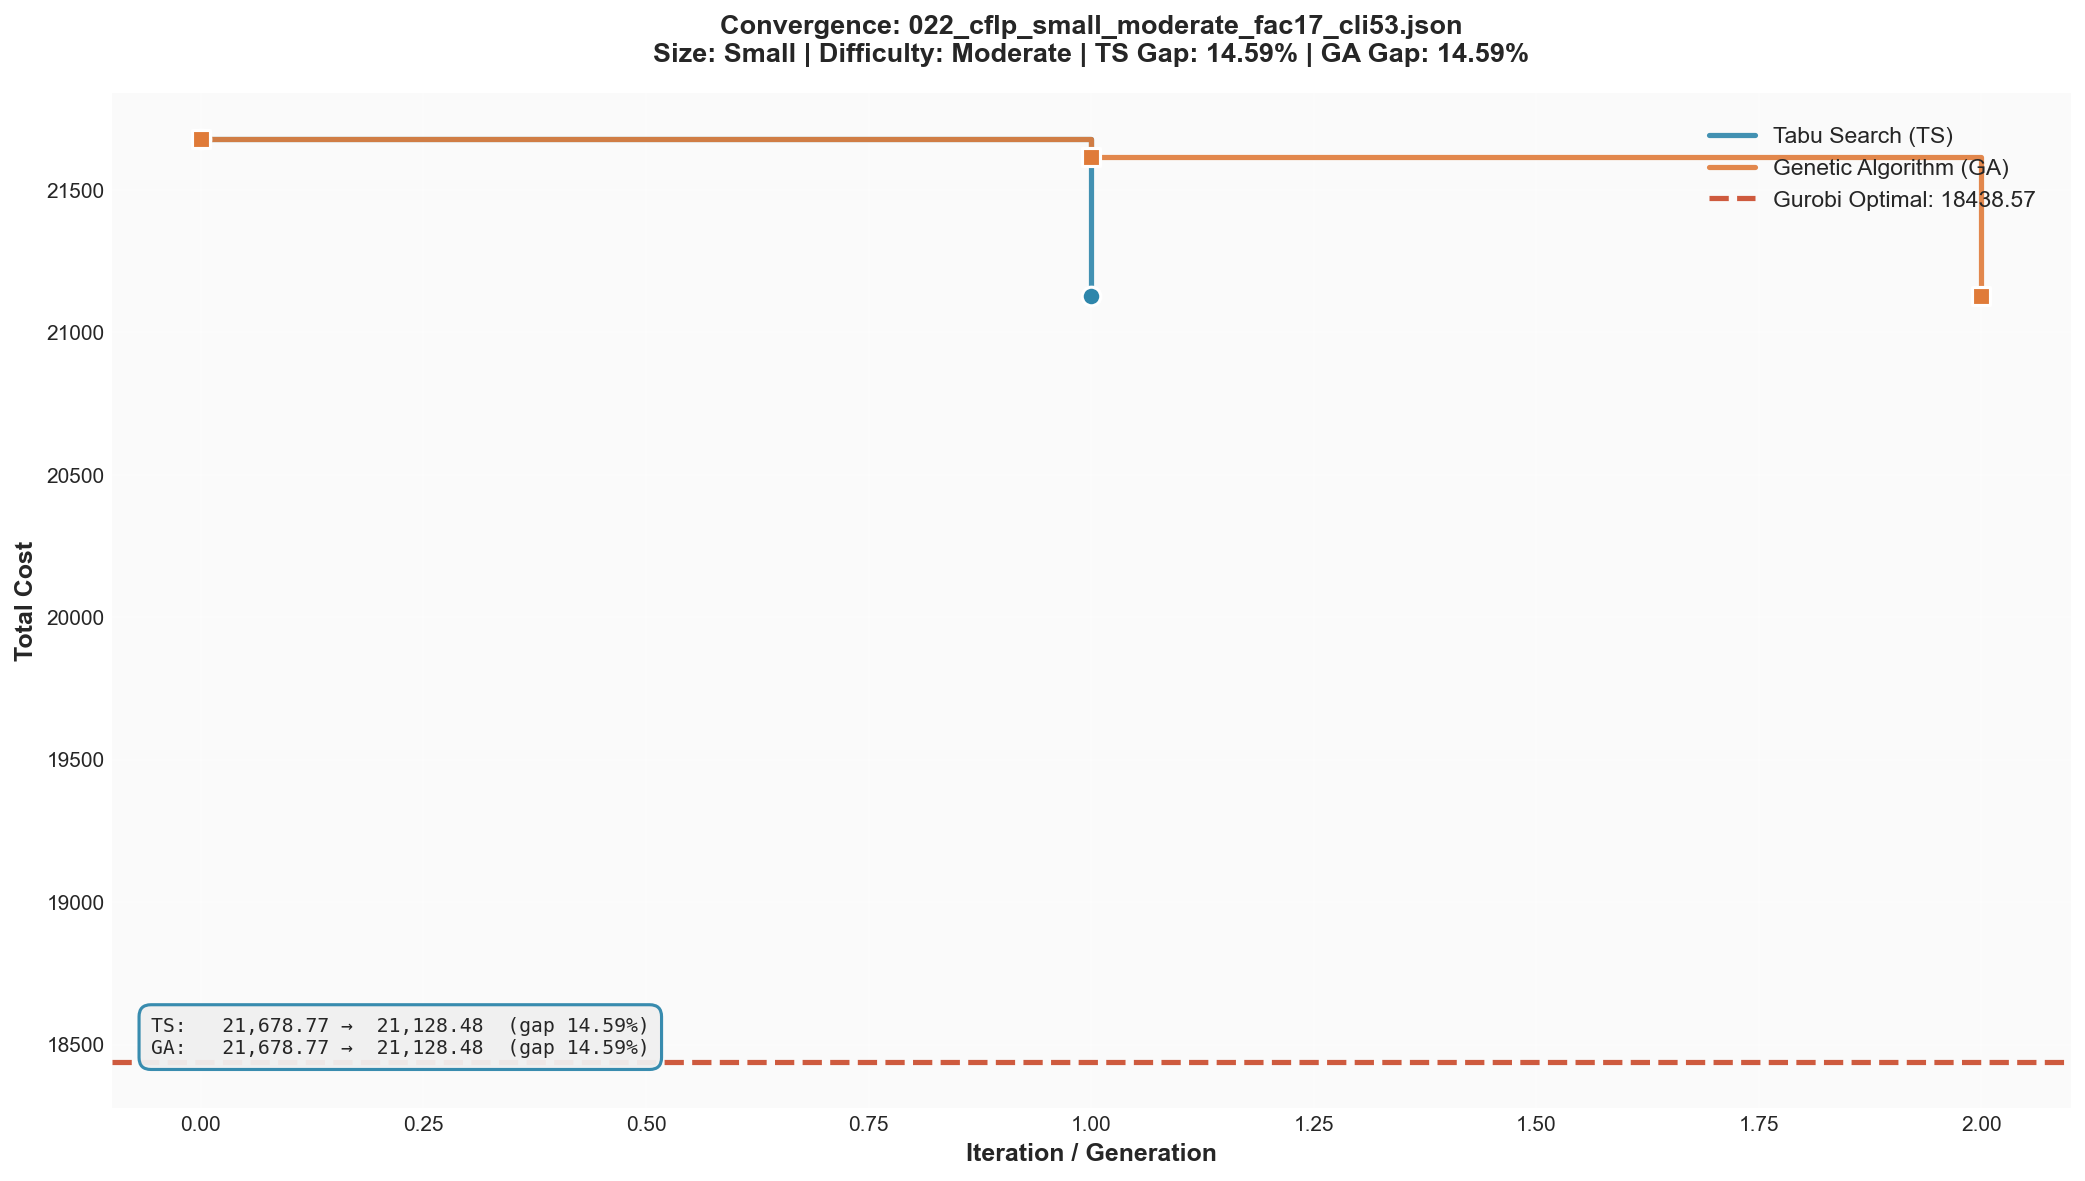 Convergence: 022_cflp_small_moderate_fac17_cli53.json
Size: Small | Difficulty: Moderate | TS Gap: 14.59% | GA Gap: 14.59%
Tabu Search (TS)
Genetic Algorithm (GA)
Gurobi Optimal: 18438.57
Total Cost
21500
21000
20500
20000
19500
19000
18500
TS:   21,678.77 →  21,128.48  (gap 14.59%)
GA:   21,678.77 →  21,128.48  (gap 14.59%)
0.00 0.25 0.50 0.75 1.00 1.25 1.50 1.75 2.00
Iteration / Generation